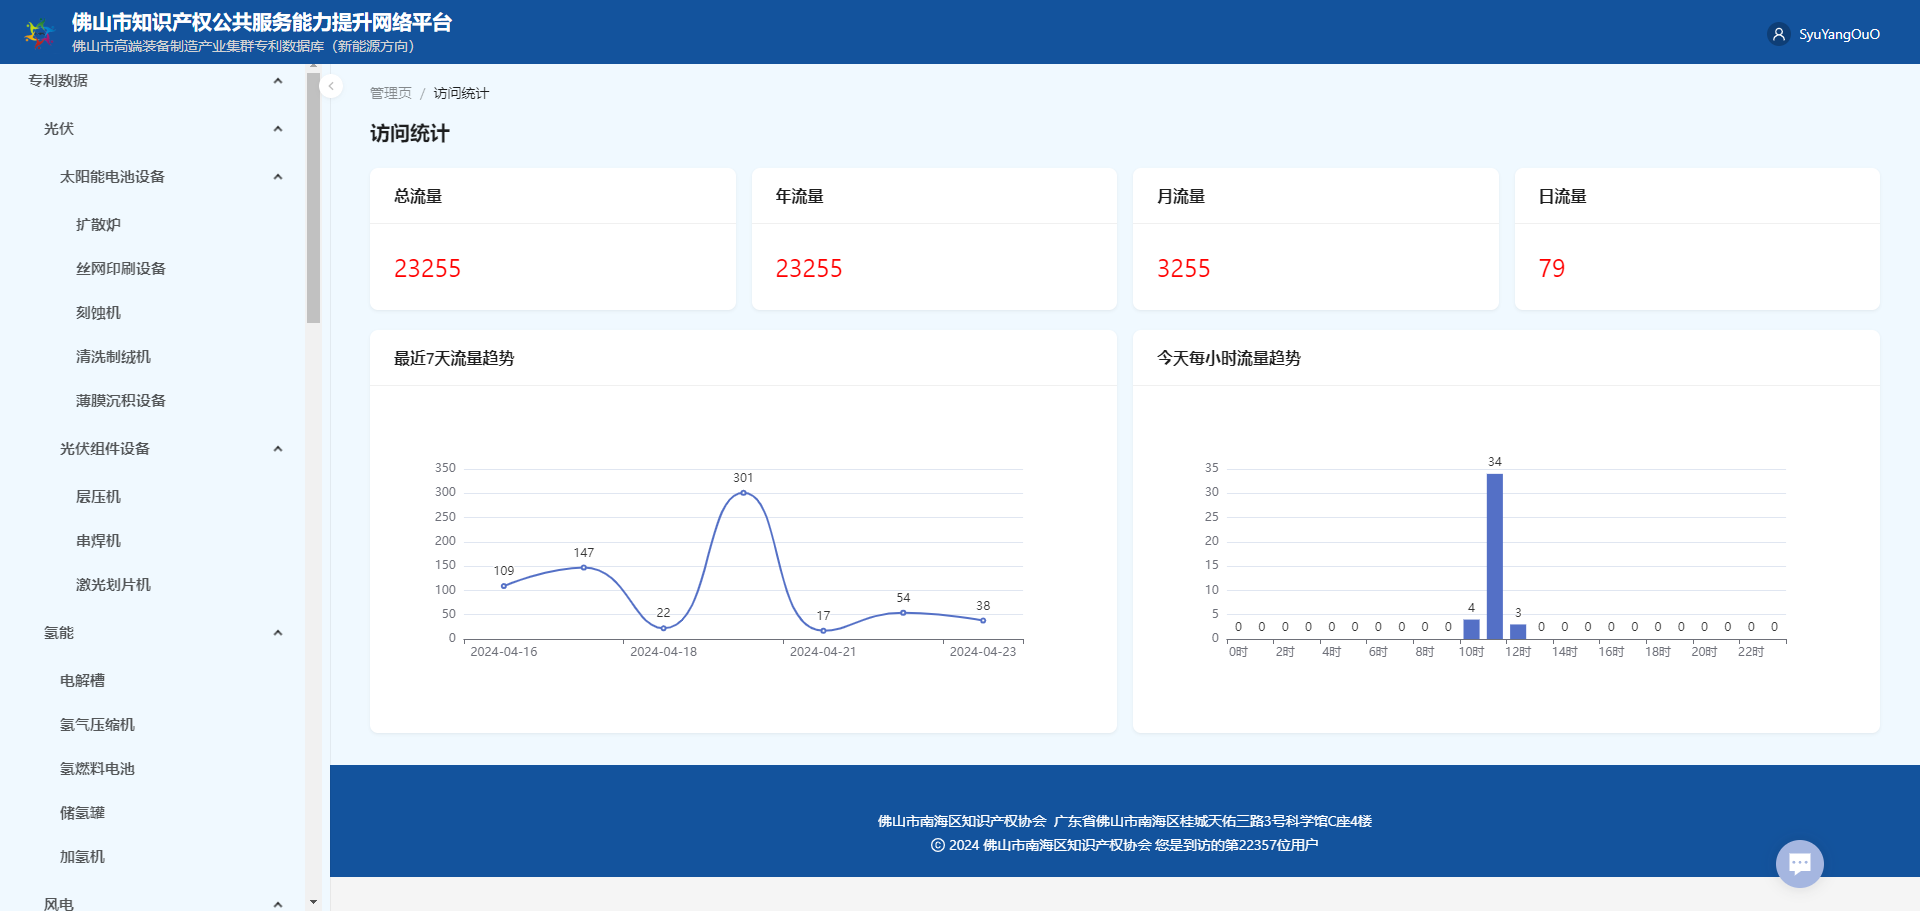 佛山市知识产权公共服务能力提升网络平台
佛山市高端装备制造产业集群专利数据库（新能源方向）
SyuYangOuO
专利数据
光伏
太阳能电池设备
扩散炉
丝网印刷设备
刻蚀机
清洗制绒机
薄膜沉积设备
光伏组件设备
层压机
串焊机
激光划片机
氢能
电解槽
氢气压缩机
氢燃料电池
储氢罐
加氢机
风电
管理页 / 访问统计
访问统计
总流量
23255
年流量
23255
月流量
3255
日流量
79
最近7天流量趋势
350
300
250
200
150
100
50
0
109
147
22
301
17
54
38
2024-04-16
2024-04-18
2024-04-21
2024-04-23
今天每小时流量趋势
35
30
25
20
15
10
5
0
0 0 0 0 0 0 0 0 0 0 4 34 3 0 0 0 0 0 0 0 0 0 0 0
0时 2时 4时 6时 8时 10时 12时 14时 16时 18时 20时 22时
佛山市南海区知识产权协会 广东省佛山市南海区桂城天佑三路3号科学馆C座4楼
© 2024 佛山市南海区知识产权协会 您是到访的第22357位用户